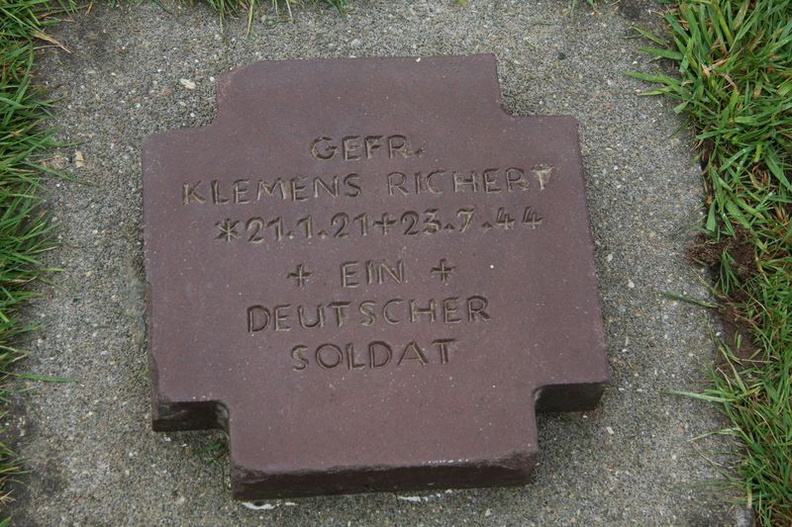 GEFR.
KLEMENS RICHERT
*21.1.21+23.7.44
+ EIN +
DEUTSCHER
SOLDAT